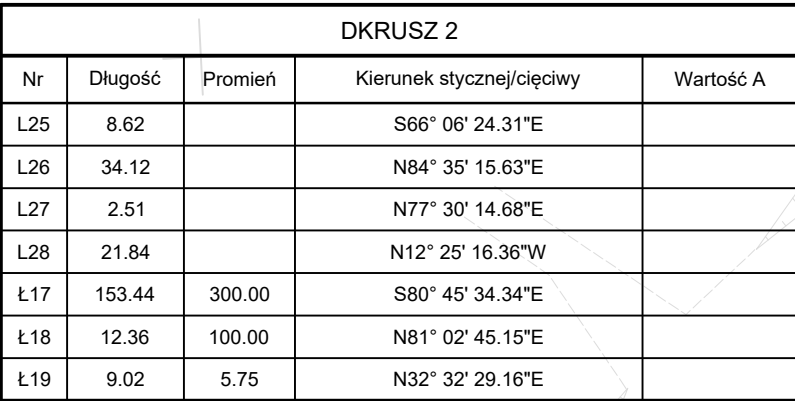 DKRUSZ 2
Nr Długość Promień Kierunek stycznej/cięciwy Wartość A
L25 8.62 S66° 06' 24.31"E
L26 34.12 N84° 35' 15.63"E
L27 2.51 N77° 30' 14.68"E
L28 21.84 N12° 25' 16.36"W
Ł17 153.44 300.00 S80° 45' 34.34"E
Ł18 12.36 100.00 N81° 02' 45.15"E
Ł19 9.02 5.75 N32° 32' 29.16"E